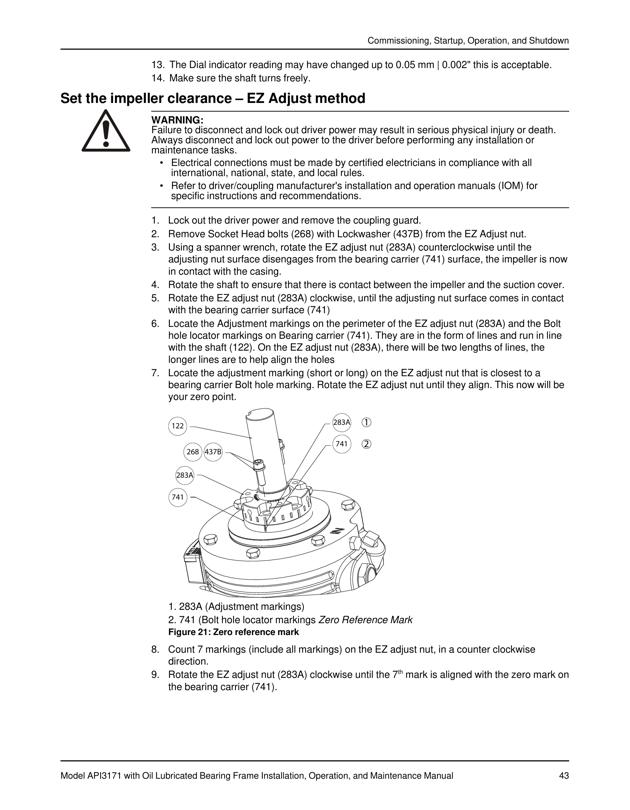 Commissioning, Startup, Operation, and Shutdown
13. The Dial indicator reading may have changed up to 0.05 mm | 0.002" this is acceptable.
14. Make sure the shaft turns freely.
Set the impeller clearance – EZ Adjust method
WARNING:
Failure to disconnect and lock out driver power may result in serious physical injury or death.
Always disconnect and lock out power to the driver before performing any installation or
maintenance tasks.
• Electrical connections must be made by certified electricians in compliance with all
international, national, state, and local rules.
• Refer to driver/coupling manufacturer's installation and operation manuals (IOM) for
specific instructions and recommendations.
1. Lock out the driver power and remove the coupling guard.
2. Remove Socket Head bolts (268) with Lockwasher (437B) from the EZ Adjust nut.
3. Using a spanner wrench, rotate the EZ adjust nut (283A) counterclockwise until the
adjusting nut surface disengages from the bearing carrier (741) surface, the impeller is now
in contact with the casing.
4. Rotate the shaft to ensure that there is contact between the impeller and the suction cover.
5. Rotate the EZ adjust nut (283A) clockwise, until the adjusting nut surface comes in contact
with the bearing carrier surface (741)
6. Locate the Adjustment markings on the perimeter of the EZ adjust nut (283A) and the Bolt
hole locator markings on Bearing carrier (741). They are in the form of lines and run in line
with the shaft (122). On the EZ adjust nut (283A), there will be two lengths of lines, the
longer lines are to help align the holes
7. Locate the adjustment marking (short or long) on the EZ adjust nut that is closest to a
bearing carrier Bolt hole marking. Rotate the EZ adjust nut until they align. This now will be
your zero point.
122
283A ①
741 ②
268 437B
283A
741
1. 283A (Adjustment markings)
2. 741 (Bolt hole locator markings Zero Reference Mark
Figure 21: Zero reference mark
8. Count 7 markings (include all markings) on the EZ adjust nut, in a counter clockwise
direction.
9. Rotate the EZ adjust nut (283A) clockwise until the 7th mark is aligned with the zero mark on
the bearing carrier (741).
Model API3171 with Oil Lubricated Bearing Frame Installation, Operation, and Maintenance Manual 43